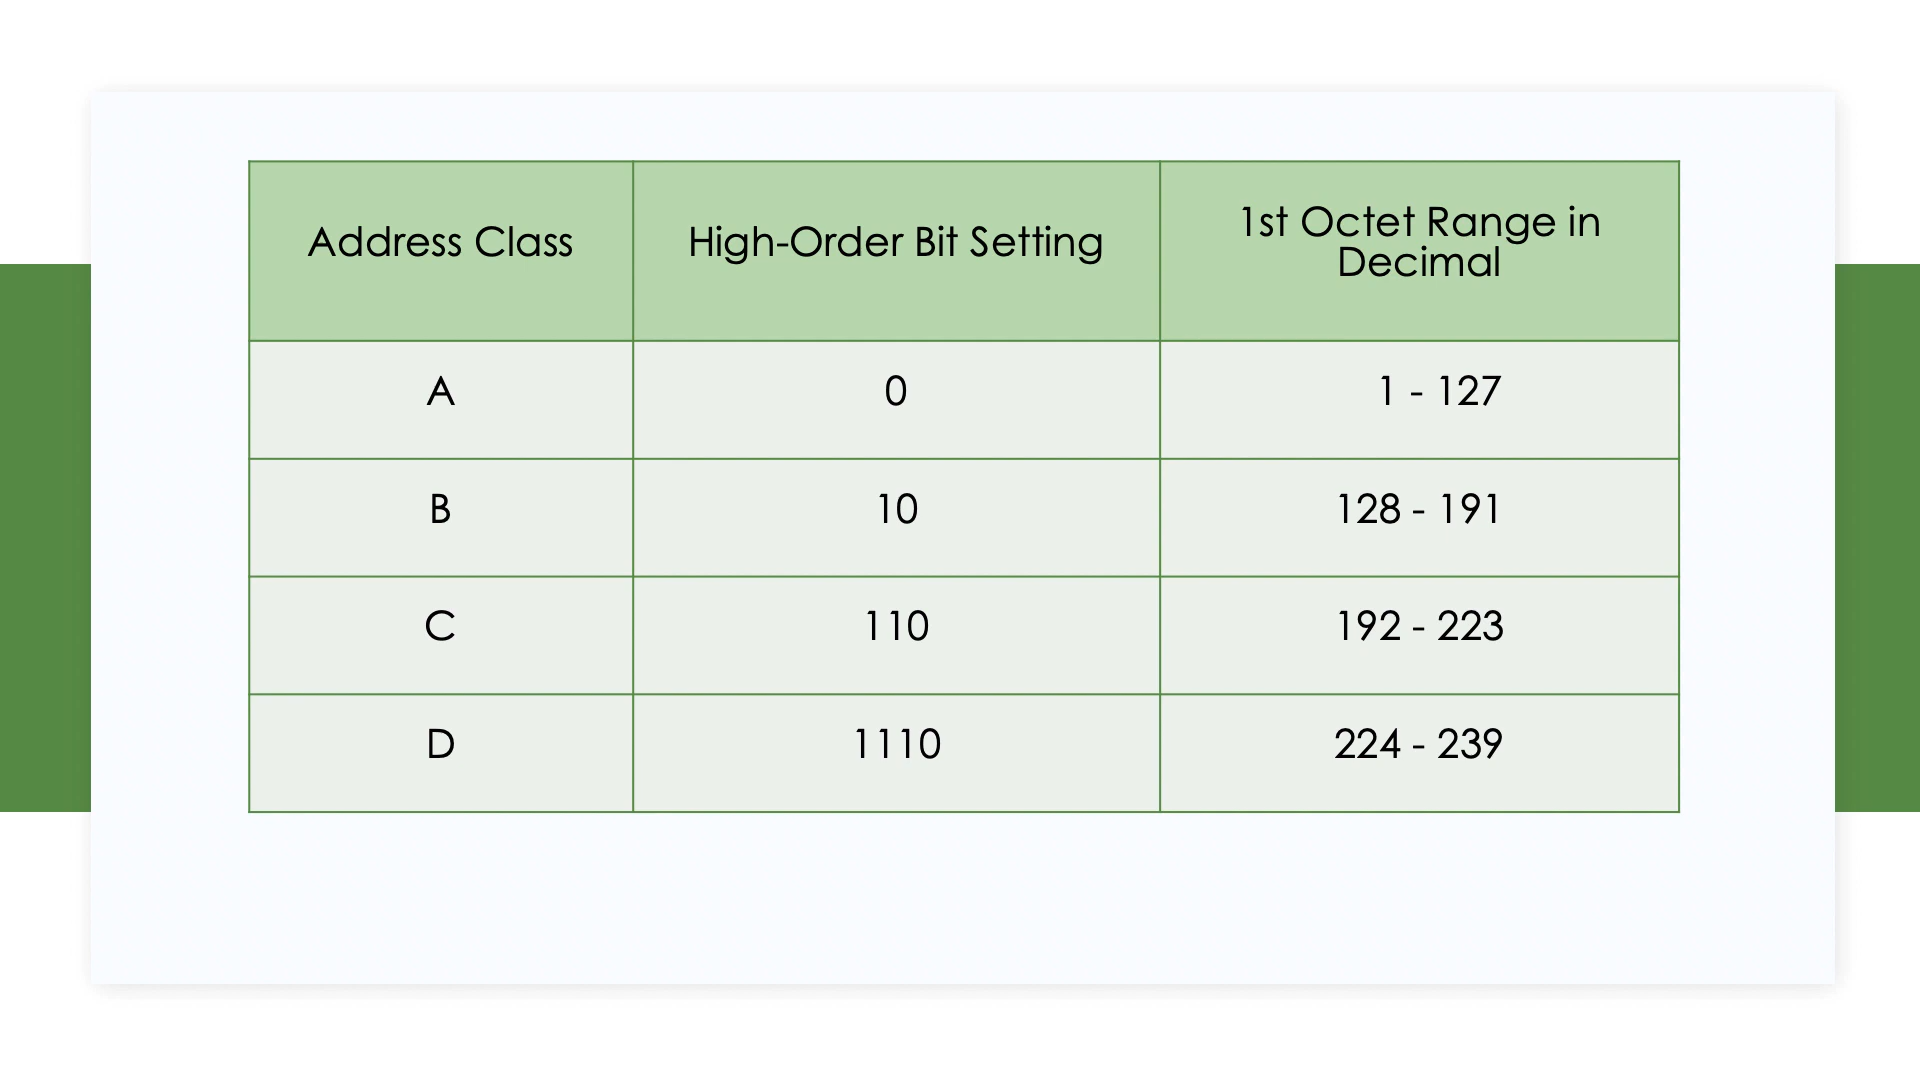 Address Class
High-Order Bit Setting
1st Octet Range in
Decimal
A
0
1 - 127
B
10
128 - 191
C
110
192 - 223
D
1110
224 - 239